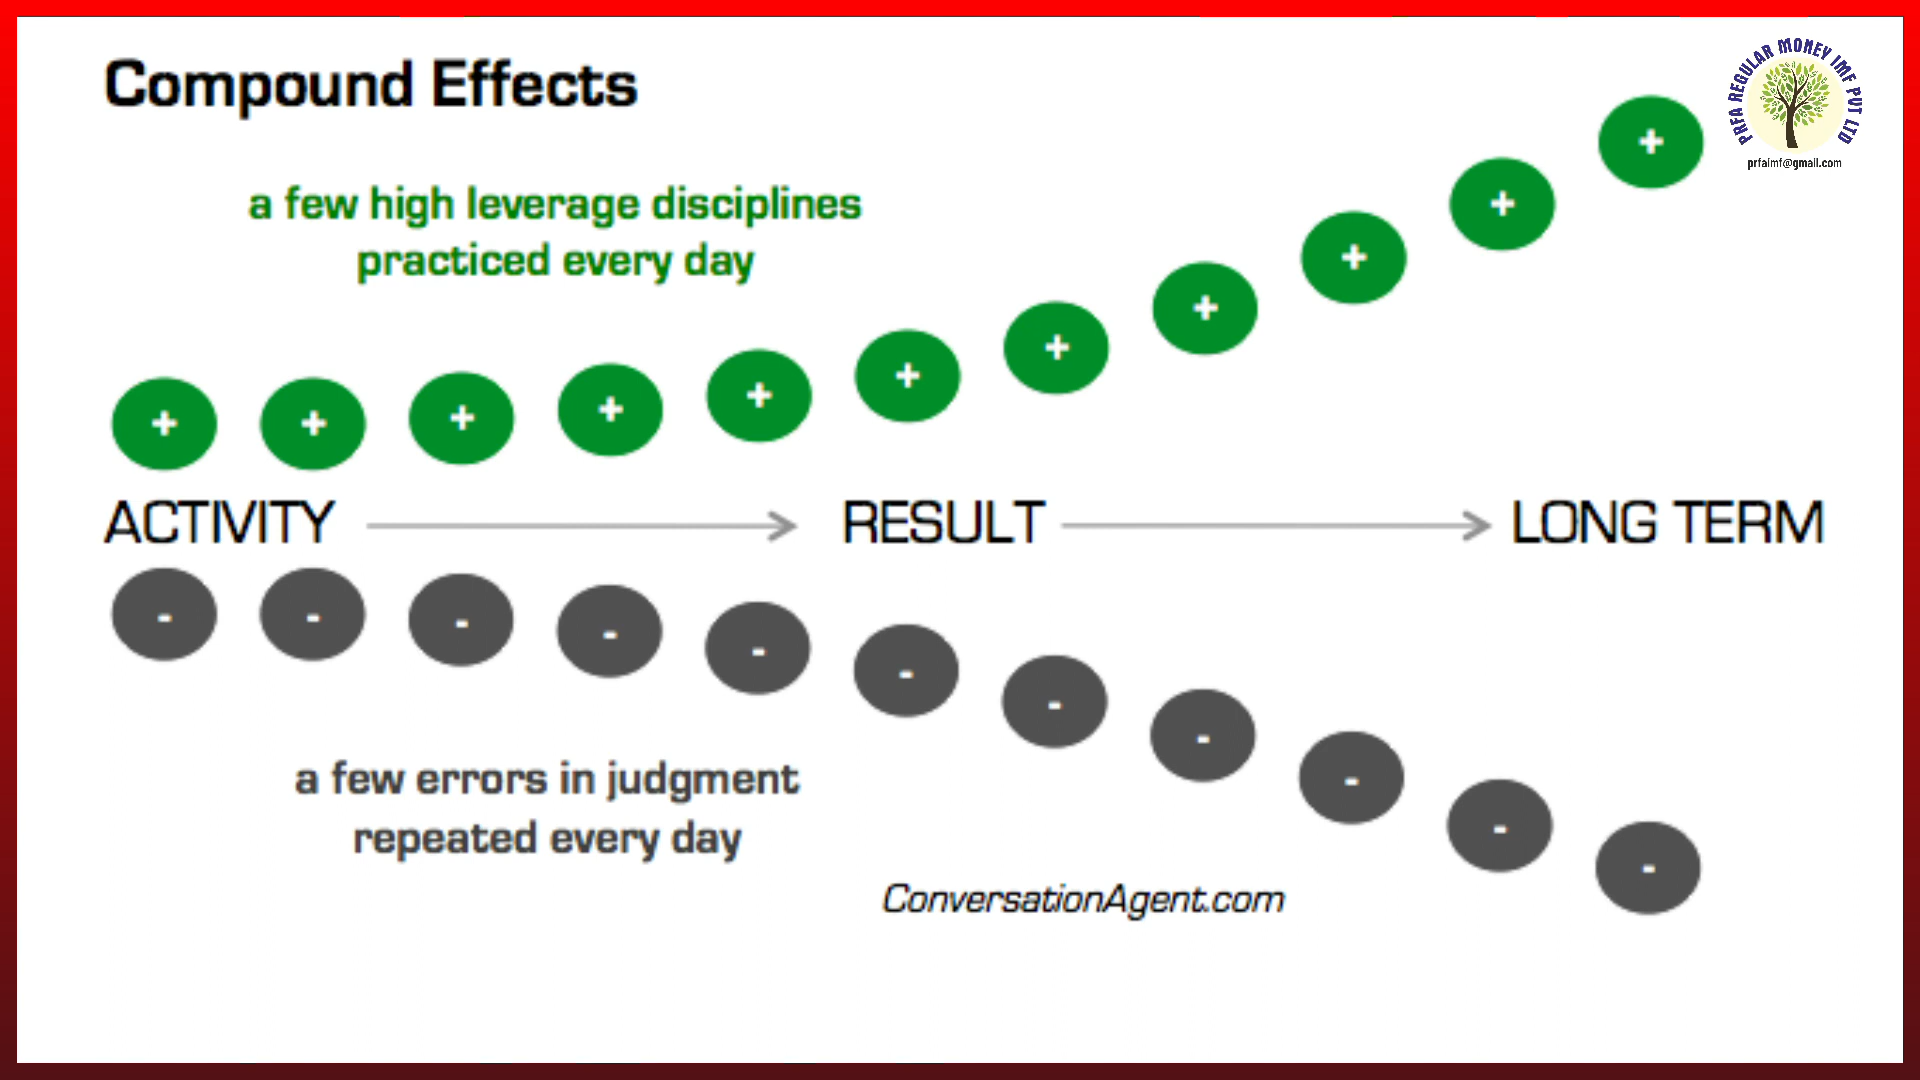 Compound Effects
PRFA REGULAR MONEY IMF PVT LTD
prfaimf@gmail.com
a few high leverage disciplines
practiced every day
+ + + + + + + + + + +
ACTIVITY RESULT LONG TERM
- - - - - - - - - - -
a few errors in judgment
repeated every day
ConversationAgent.com